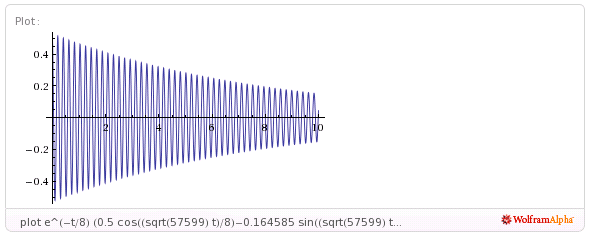 Plot:
0.4
0.2
2 4 6 8 10
−0.2
−0.4
plot e^(−t/8) (0.5 cos((sqrt(57599) t)/8)−0.164585 sin((sqrt(57599) t...
WolframAlpha